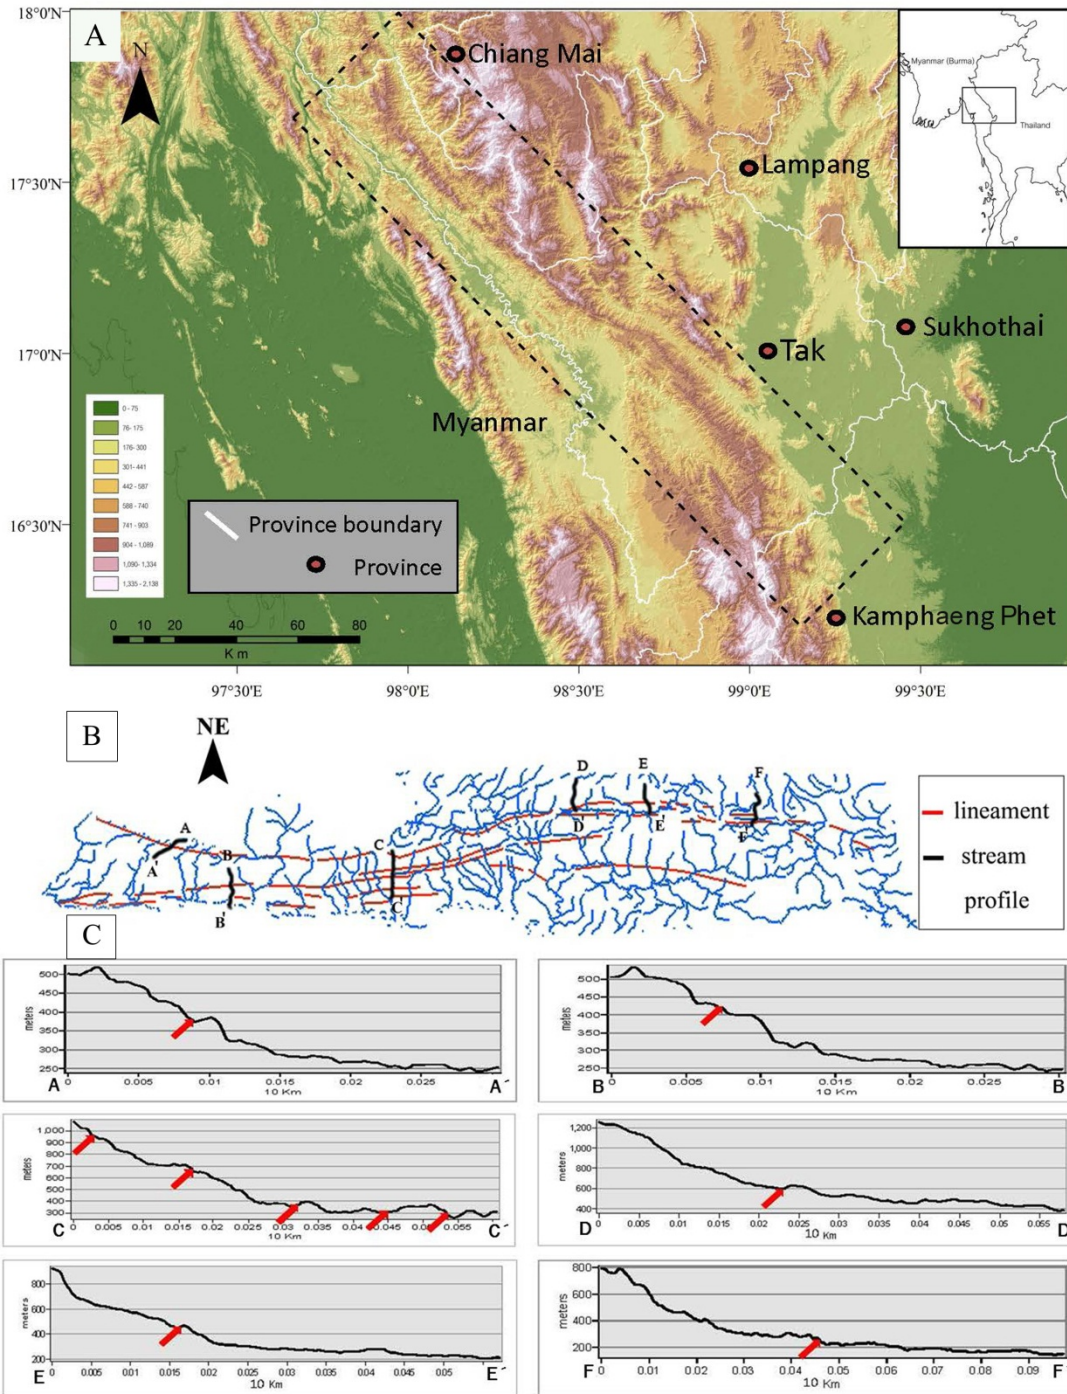 A
18°0'N
17°30'N
17°0'N
16°30'N
N
Chiang Mai
Lampang
Sukhothai
Tak
Myanmar
Kamphaeng Phet
Myanmar (Burma)
Thailand
0 - 75
76- 175
176- 300
301- 441
442 - 587
588 - 740
741 - 903
904 - 1,089
1,090- 1,334
1,335 - 2,138
Province boundary
Province
0 10 20 40 60 80
K m
97°30'E 98°0'E 98°30'E 99°0'E 99°30'E
B
NE
D E F
D' E' F'
A B C
A' B' C'
lineament
stream
profile
C
meters
500
450
400
350
300
250
0 0.005 0.01 0.015 0.02 0.025
A 10 Km A´
meters
500
450
400
350
300
250
0 0.005 0.01 0.015 0.02 0.025 0.03
B 10 Km B
meters
1,000
900
800
700
600
500
400
300
0 0.005 0.01 0.015 0.02 0.025 0.03 0.035 0.04 0.045 0.05 0.055
C 10 Km C´
meters
1,200
1,000
800
600
400
0 0.005 0.01 0.015 0.02 0.025 0.03 0.035 0.04 0.045 0.05 0.055
D 10 Km D
meters
800
600
400
200
0 0.005 0.01 0.015 0.02 0.025 0.03 0.035 0.04 0.045 0.05 0.055
E 10 Km E´
meters
800
600
400
200
0 0.01 0.02 0.03 0.04 0.05 0.06 0.07 0.08 0.09
F 10 Km F´